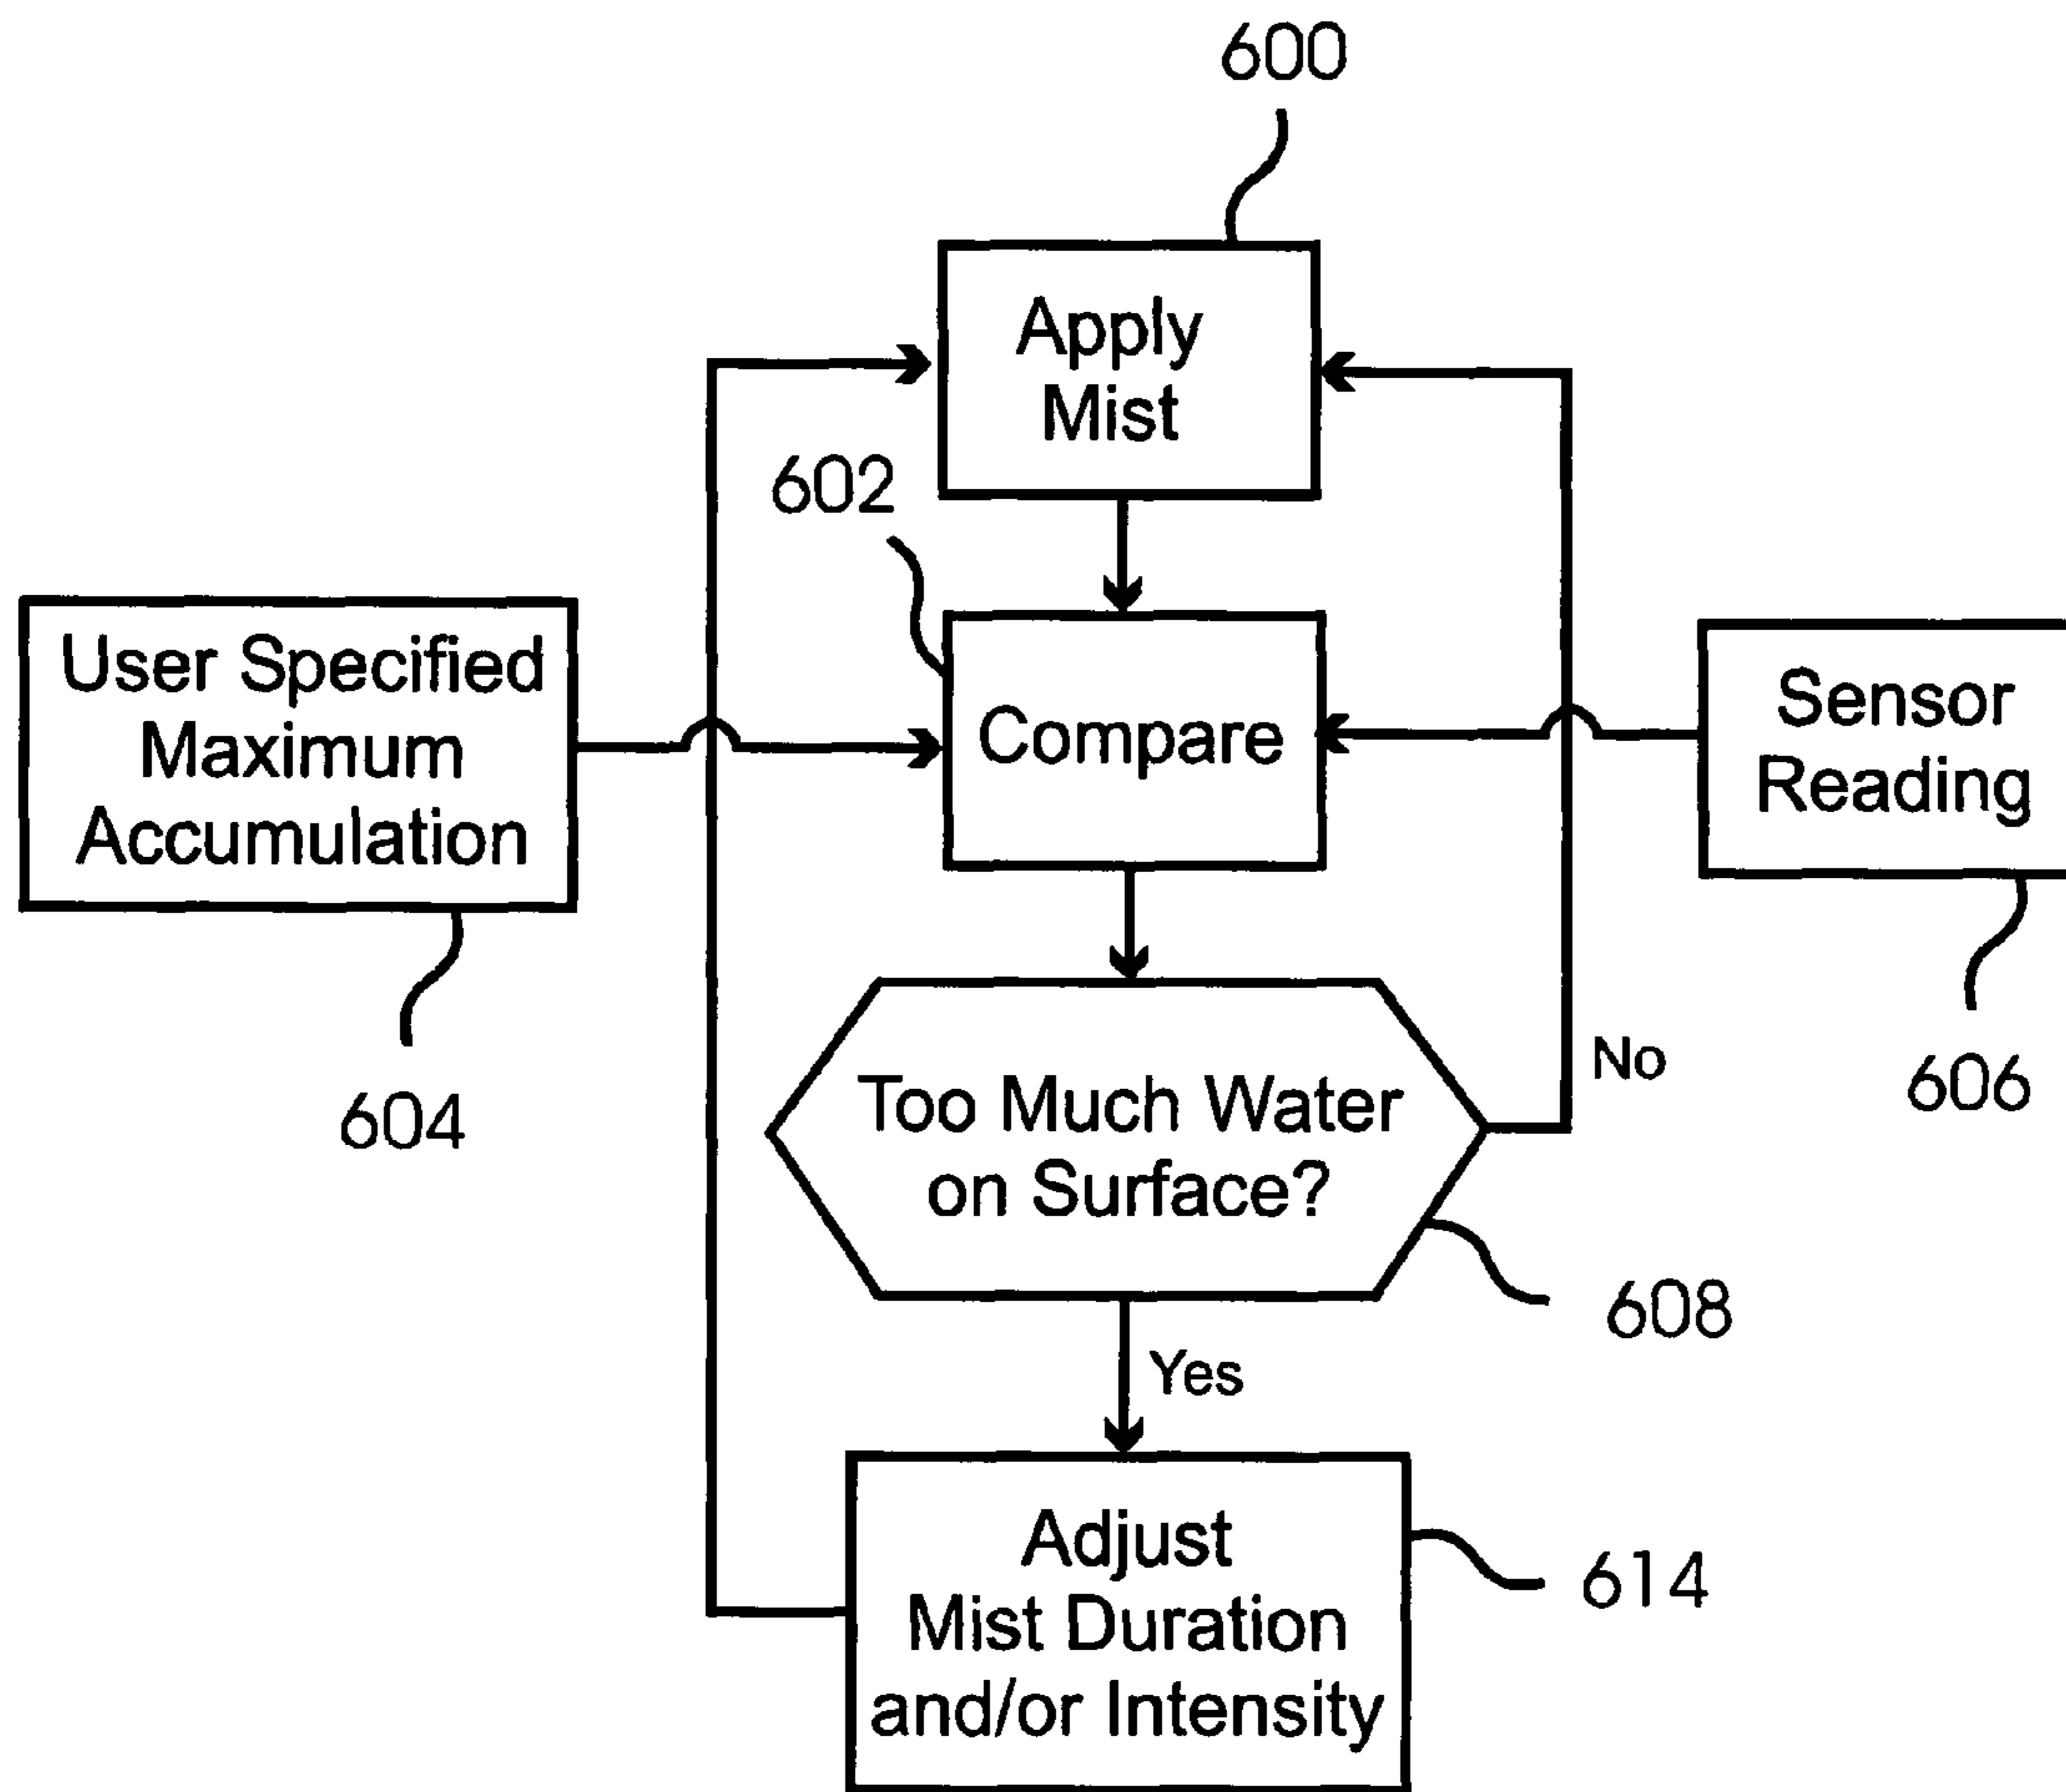 600
Apply
Mist
602
User Specified
Maximum
Accumulation
Compare
Sensor
Reading
604
606
Too Much Water
on Surface?
No
608
Yes
Adjust
Mist Duration
and/or Intensity
614